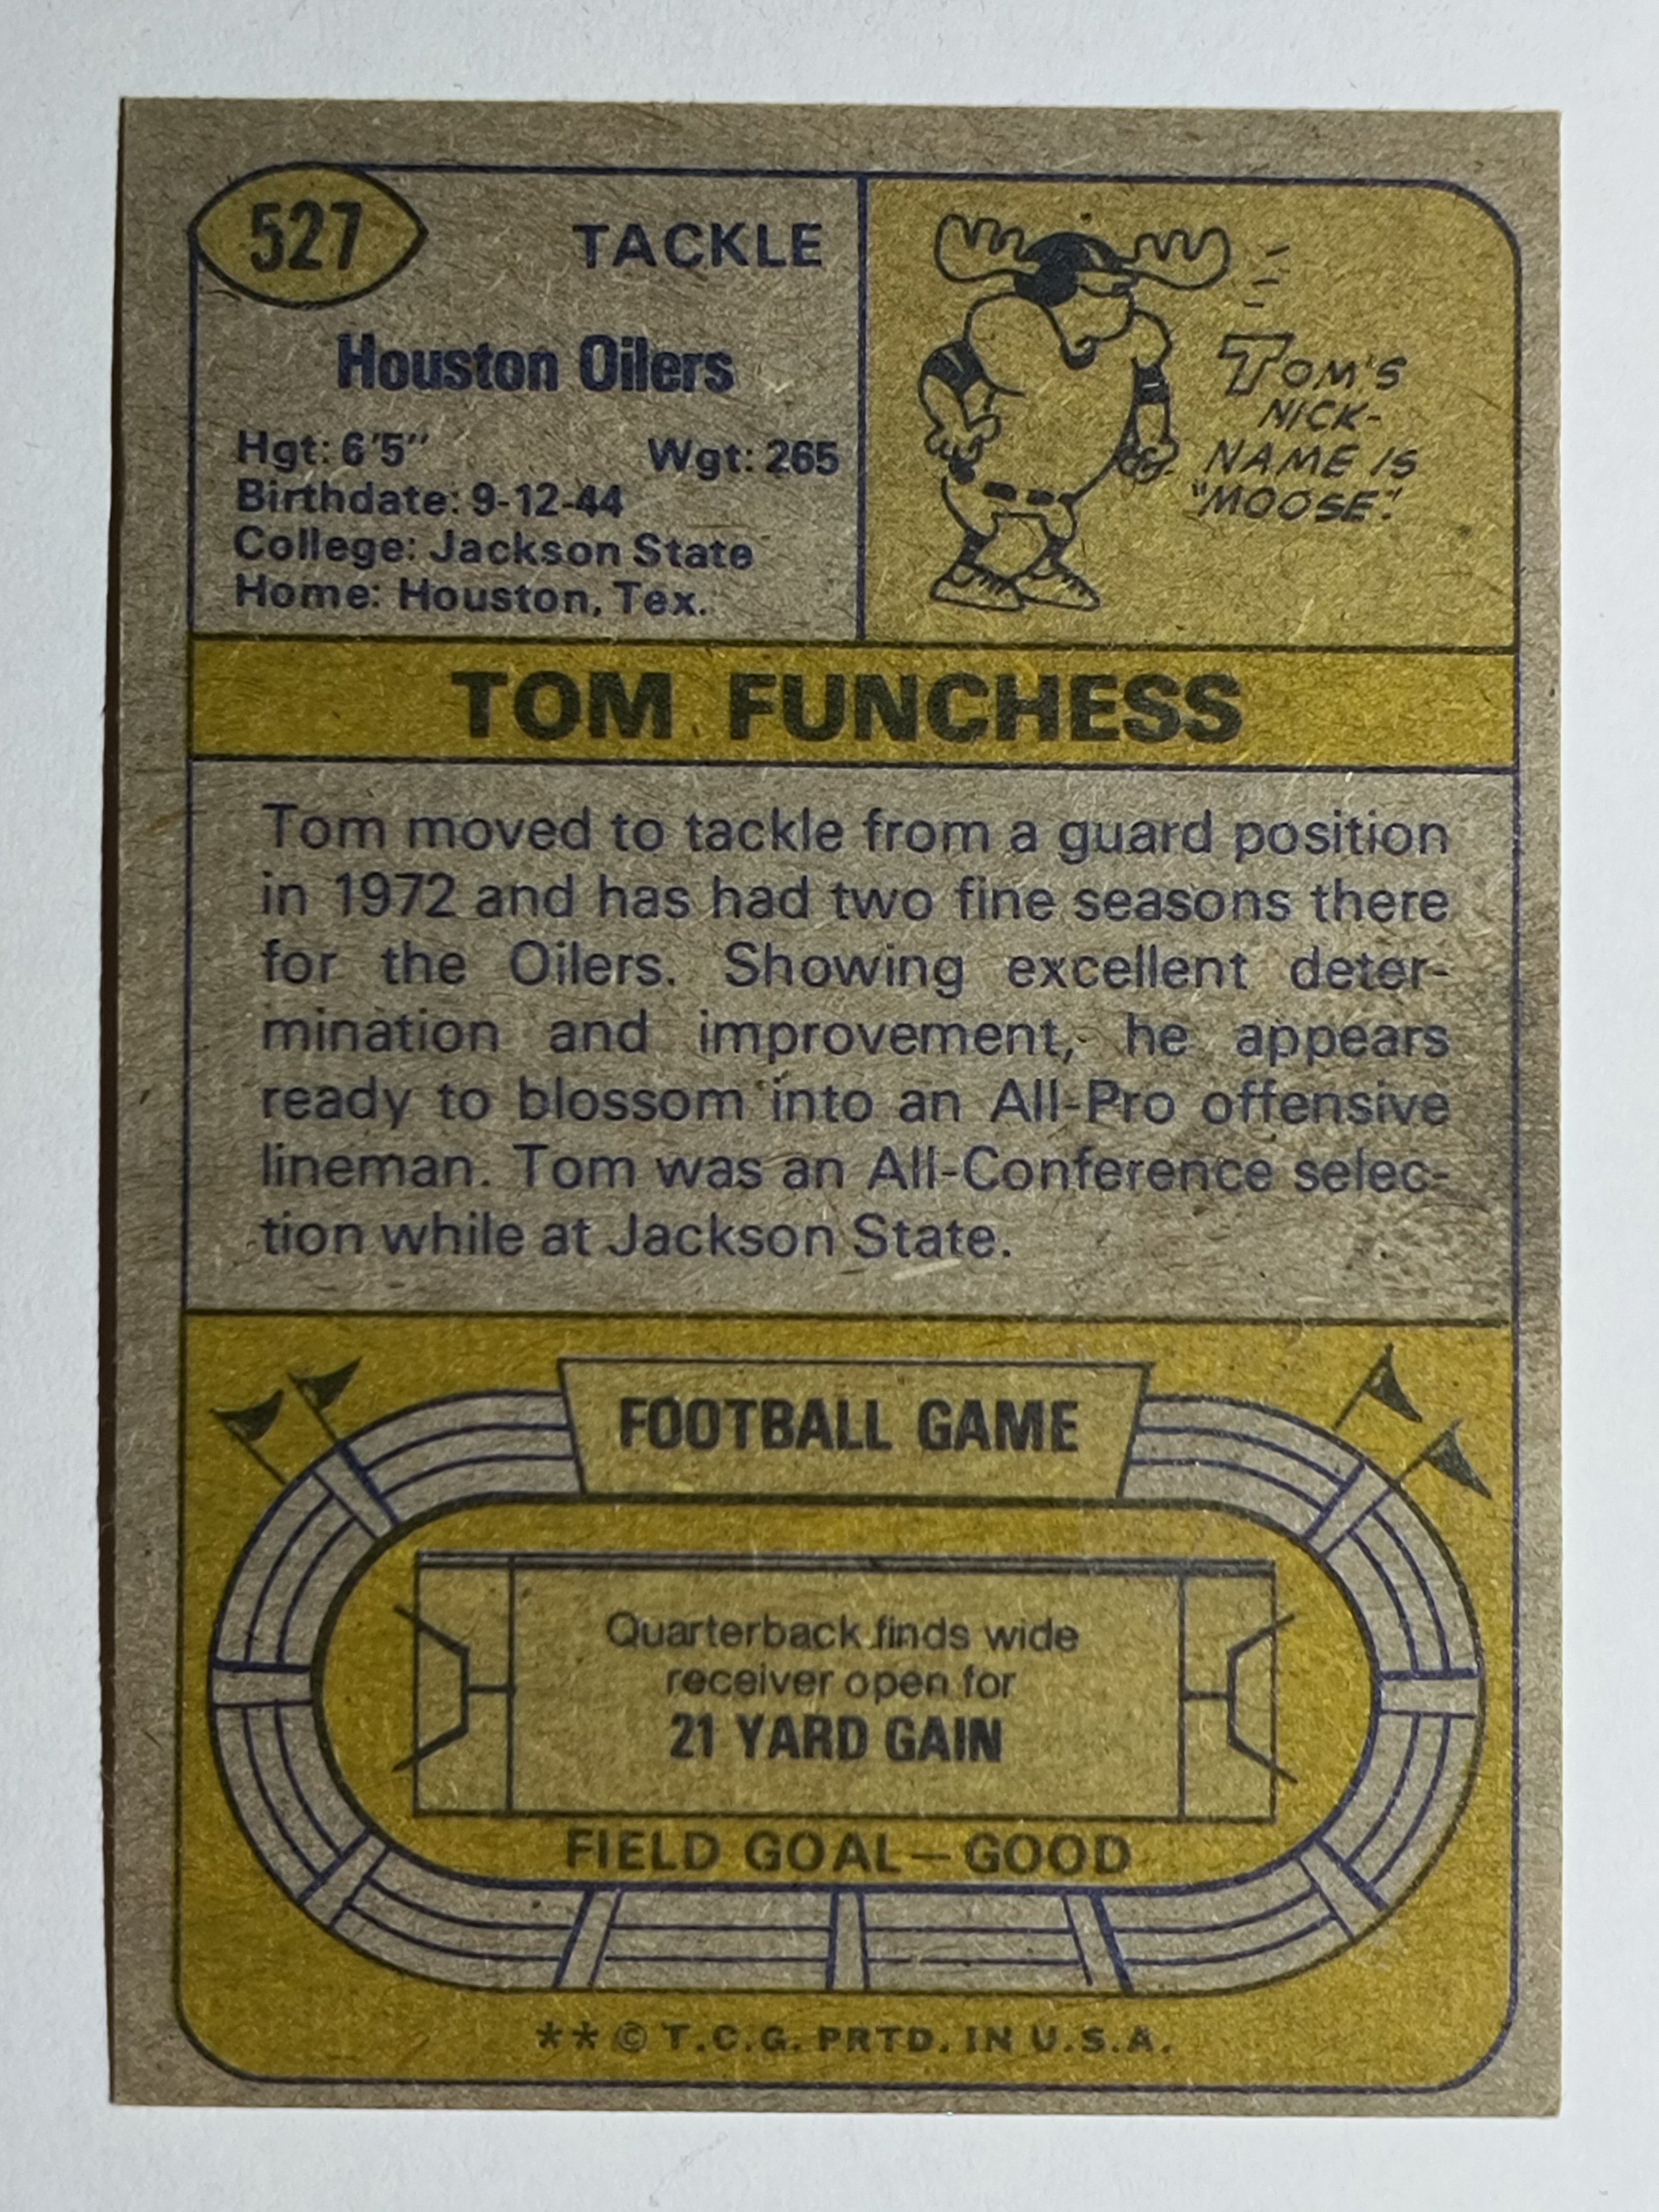 527
TACKLE
Houston Oilers
Hgt: 6'5" Wgt: 265
Birthdate: 9-12-44
College: Jackson State
Home: Houston, Tex.
TOM'S
NICK-
NAME IS
"MOOSE"!
TOM FUNCHESS
Tom moved to tackle from a guard position
in 1972 and has had two fine seasons there
for the Oilers. Showing excellent deter-
mination and improvement, he appears
ready to blossom into an All-Pro offensive
lineman. Tom was an All-Conference selec-
tion while at Jackson State.
FOOTBALL GAME
Quarterback finds wide
receiver open for
21 YARD GAIN
FIELD GOAL—GOOD
**© T.C.G. PRTD. IN U.S.A.